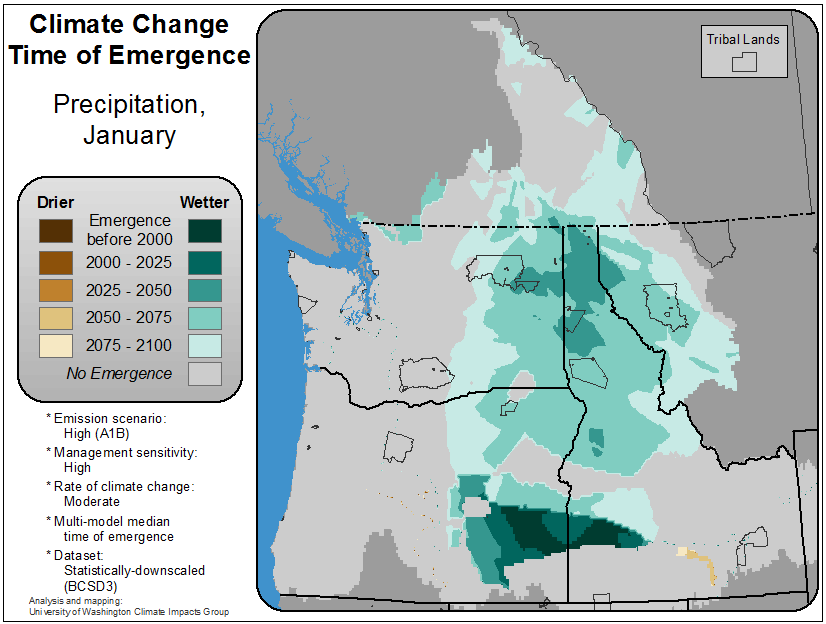 Climate Change
Time of Emergence
Precipitation,
January
Drier
Wetter
Emergence
before 2000
2000 - 2025
2025 - 2050
2050 - 2075
2075 - 2100
No Emergence
* Emission scenario:
High (A1B)
* Management sensitivity:
High
* Rate of climate change:
Moderate
* Multi-model median
time of emergence
* Dataset:
Statistically-downscaled
(BCSD3)
Analysis and mapping:
University of Washington Climate Impacts Group
Tribal Lands